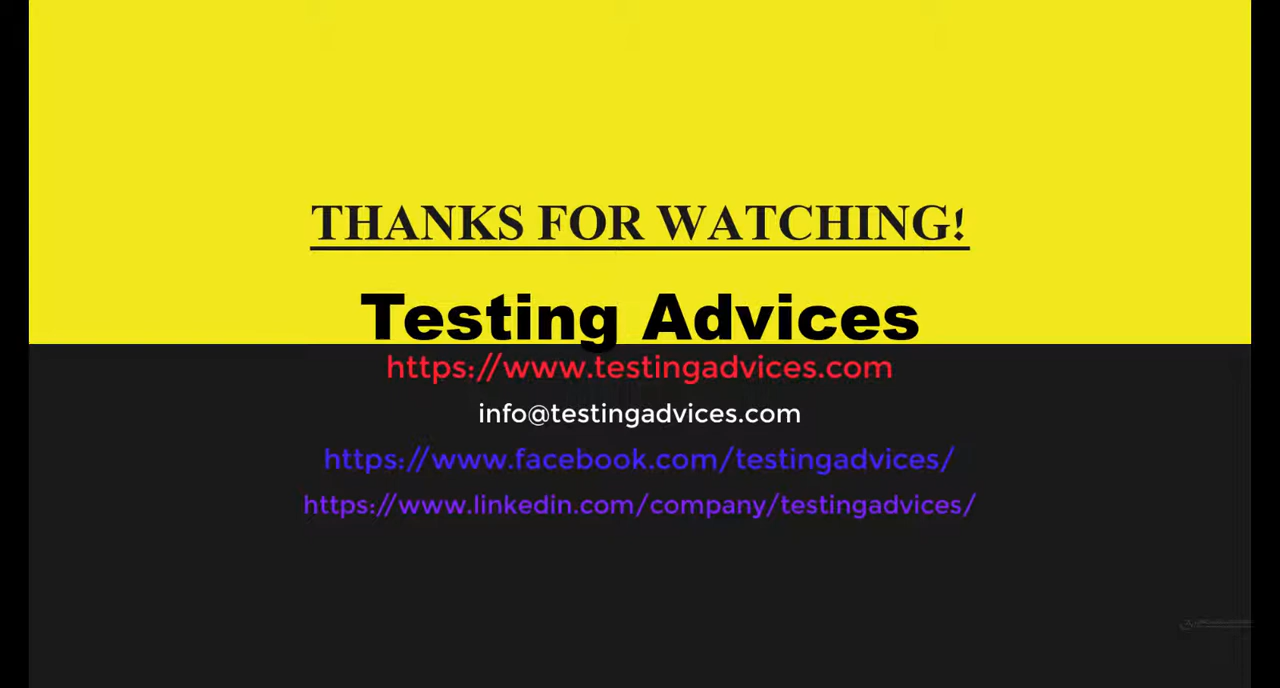 THANKS FOR WATCHING!
Testing Advices
https://www.testingadvices.com
info@testingadvices.com
https://www.facebook.com/testingadvices/
https://www.linkedin.com/company/testingadvices/